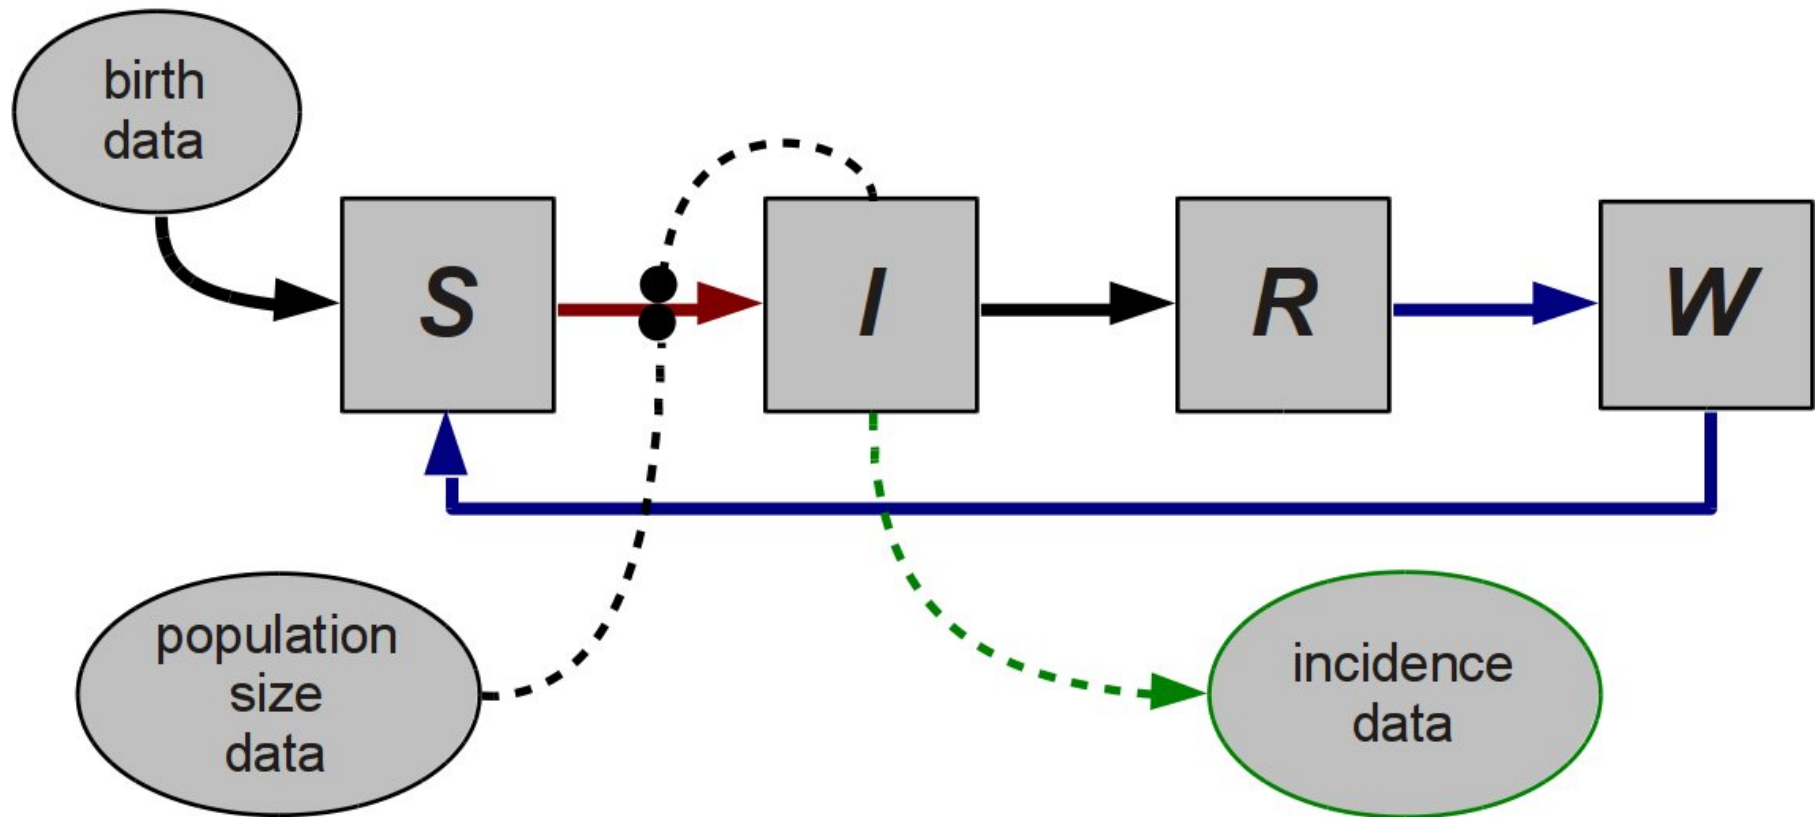 birth
data
S
I
R
W
population
size
data
incidence
data